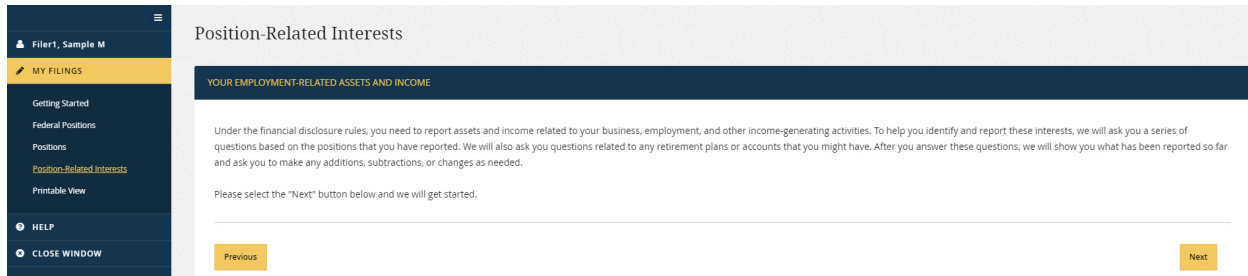 Filer1, Sample M
MY FILINGS
Getting Started
Federal Positions
Positions
Position-Related Interests
Printable View
HELP
CLOSE WINDOW
Position-Related Interests
YOUR EMPLOYMENT-RELATED ASSETS AND INCOME
Under the financial disclosure rules, you need to report assets and income related to your business, employment, and other income-generating activities. To help you identify and report these interests, we will ask you a series of
questions based on the positions that you have reported. We will also ask you questions related to any retirement plans or accounts that you might have. After you answer these questions, we will show you what has been reported so far
and ask you to make any additions, subtractions, or changes as needed.
Please select the "Next" button below and we will get started.
Previous
Next